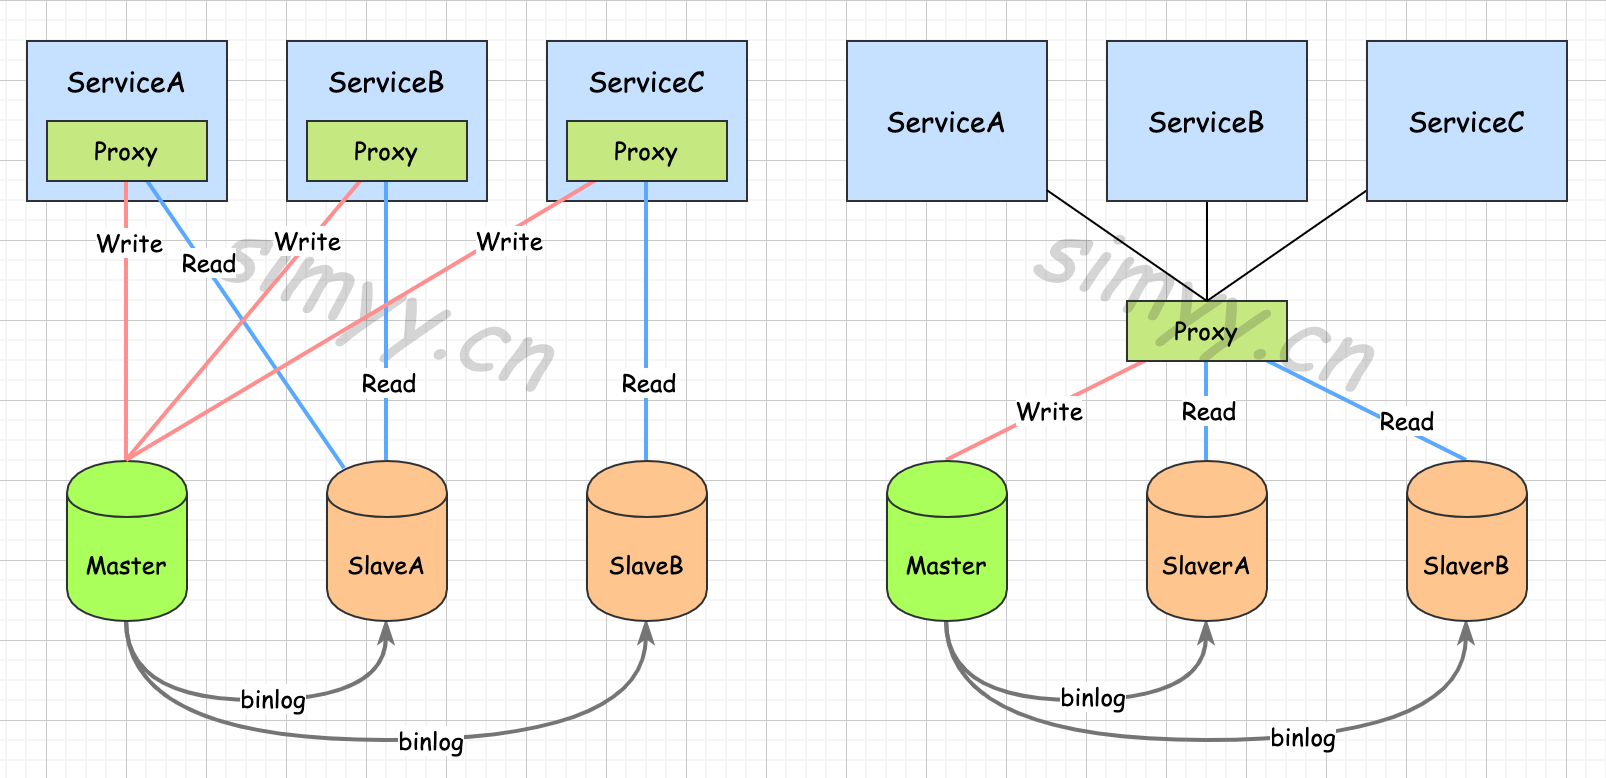 ServiceA
ServiceB
ServiceC
Proxy
Proxy
Proxy
Write
Read
Write
Write
Read
Read
Master
SlaveA
SlaveB
binlog
binlog
simyy.cn
ServiceA
ServiceB
ServiceC
Proxy
Write
Read
Read
Master
SlaverA
SlaverB
binlog
binlog
simyy.cn